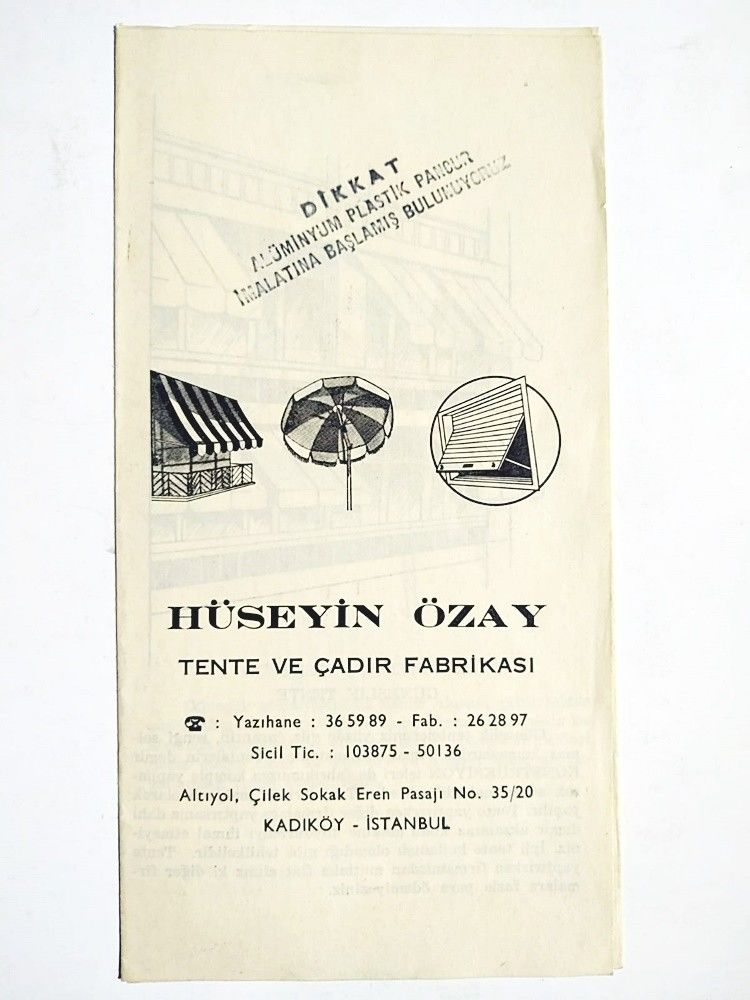 DİKKAT
ALÜMİNYUM PLASTİK PANCUR
İMALATINA BAŞLAMIŞ BULUNUYORUZ
HÜSEYİN ÖZAY
TENTE VE ÇADIR FABRİKASI
☎ : Yazıhane : 36 59 89 - Fab. : 26 28 97
Sicil Tic. : 103875 - 50136
Altıyol, Çilek Sokak Eren Pasajı No. 35/20
KADIKÖY - İSTANBUL